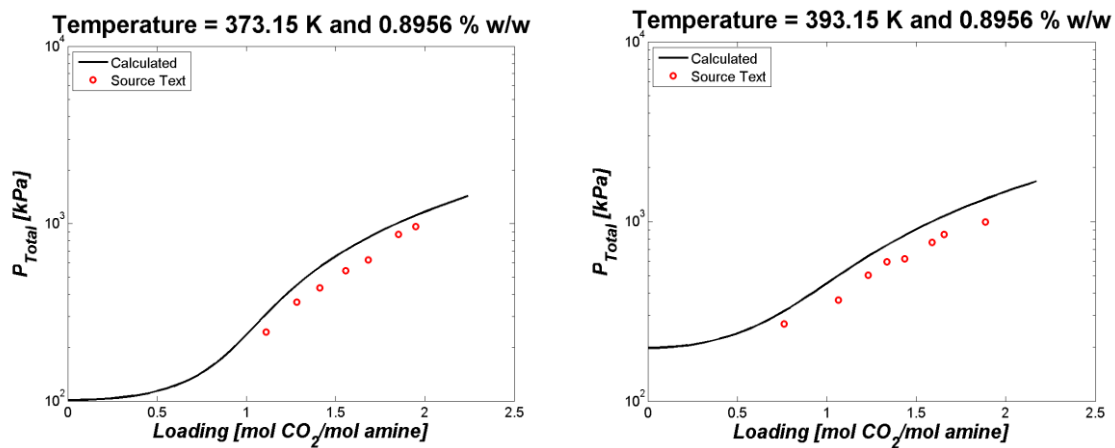 Temperature = 373.15 K and 0.8956 % w/w
10^4
Calculated
Source Text
10^3
10^2
P_Total [kPa]
0 0.5 1 1.5 2 2.5
Loading [mol CO_2/mol amine]
Temperature = 393.15 K and 0.8956 % w/w
10^4
Calculated
Source Text
10^3
10^2
P_Total [kPa]
0 0.5 1 1.5 2 2.5
Loading [mol CO_2/mol amine]